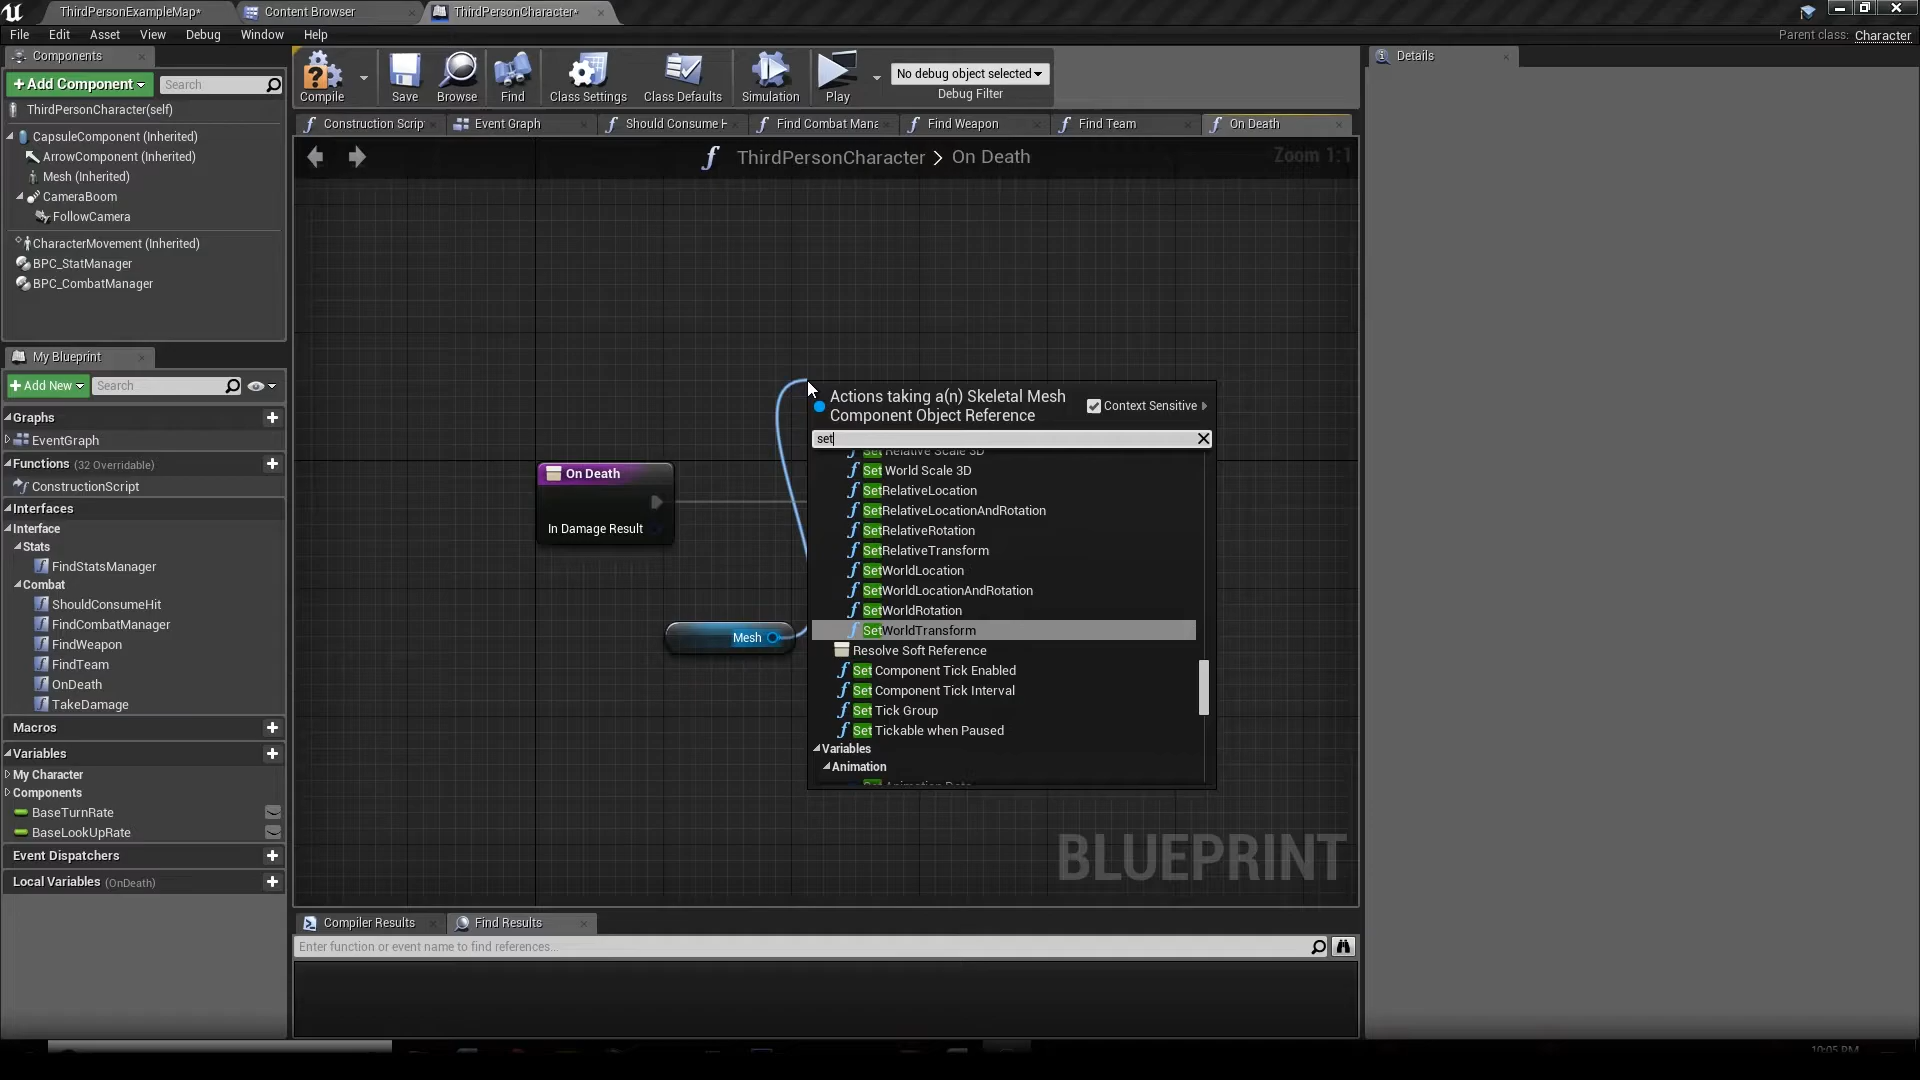 ThirdPersonExampleMap*
Content Browser
ThirdPersonCharacter*
File Edit Asset View Debug Window Help
Parent class: Character
Components
+ Add Component
Search
ThirdPersonCharacter(self)
CapsuleComponent (Inherited)
ArrowComponent (Inherited)
Mesh (Inherited)
CameraBoom
FollowCamera
CharacterMovement (Inherited)
BPC_StatManager
BPC_CombatManager
My Blueprint
+ Add New
Search
Graphs
EventGraph
Functions (32 Overridable)
ConstructionScript
Interfaces
Interface
Stats
FindStatsManager
Combat
ShouldConsumeHit
FindCombatManager
FindWeapon
FindTeam
OnDeath
TakeDamage
Macros
Variables
My Character
Components
BaseTurnRate
BaseLookUpRate
Event Dispatchers
Local Variables (OnDeath)
Compile
Save
Browse
Find
Class Settings
Class Defaults
Simulation
Play
No debug object selected
Debug Filter
Construction Scrip
Event Graph
Should Consume H
Find Combat Mana
Find Weapon
Find Team
On Death
ThirdPersonCharacter > On Death
Zoom 1:1
On Death
In Damage Result
Mesh
Actions taking a(n) Skeletal Mesh
Component Object Reference
Context Sensitive
set
Set Relative Scale 3D
Set World Scale 3D
SetRelativeLocation
SetRelativeLocationAndRotation
SetRelativeRotation
SetRelativeTransform
SetWorldLocation
SetWorldLocationAndRotation
SetWorldRotation
SetWorldTransform
Resolve Soft Reference
Set Component Tick Enabled
Set Component Tick Interval
Set Tick Group
Set Tickable when Paused
Variables
Animation
BLUEPRINT
Compiler Results
Find Results
Enter function or event name to find references...
Details
10:05 PM